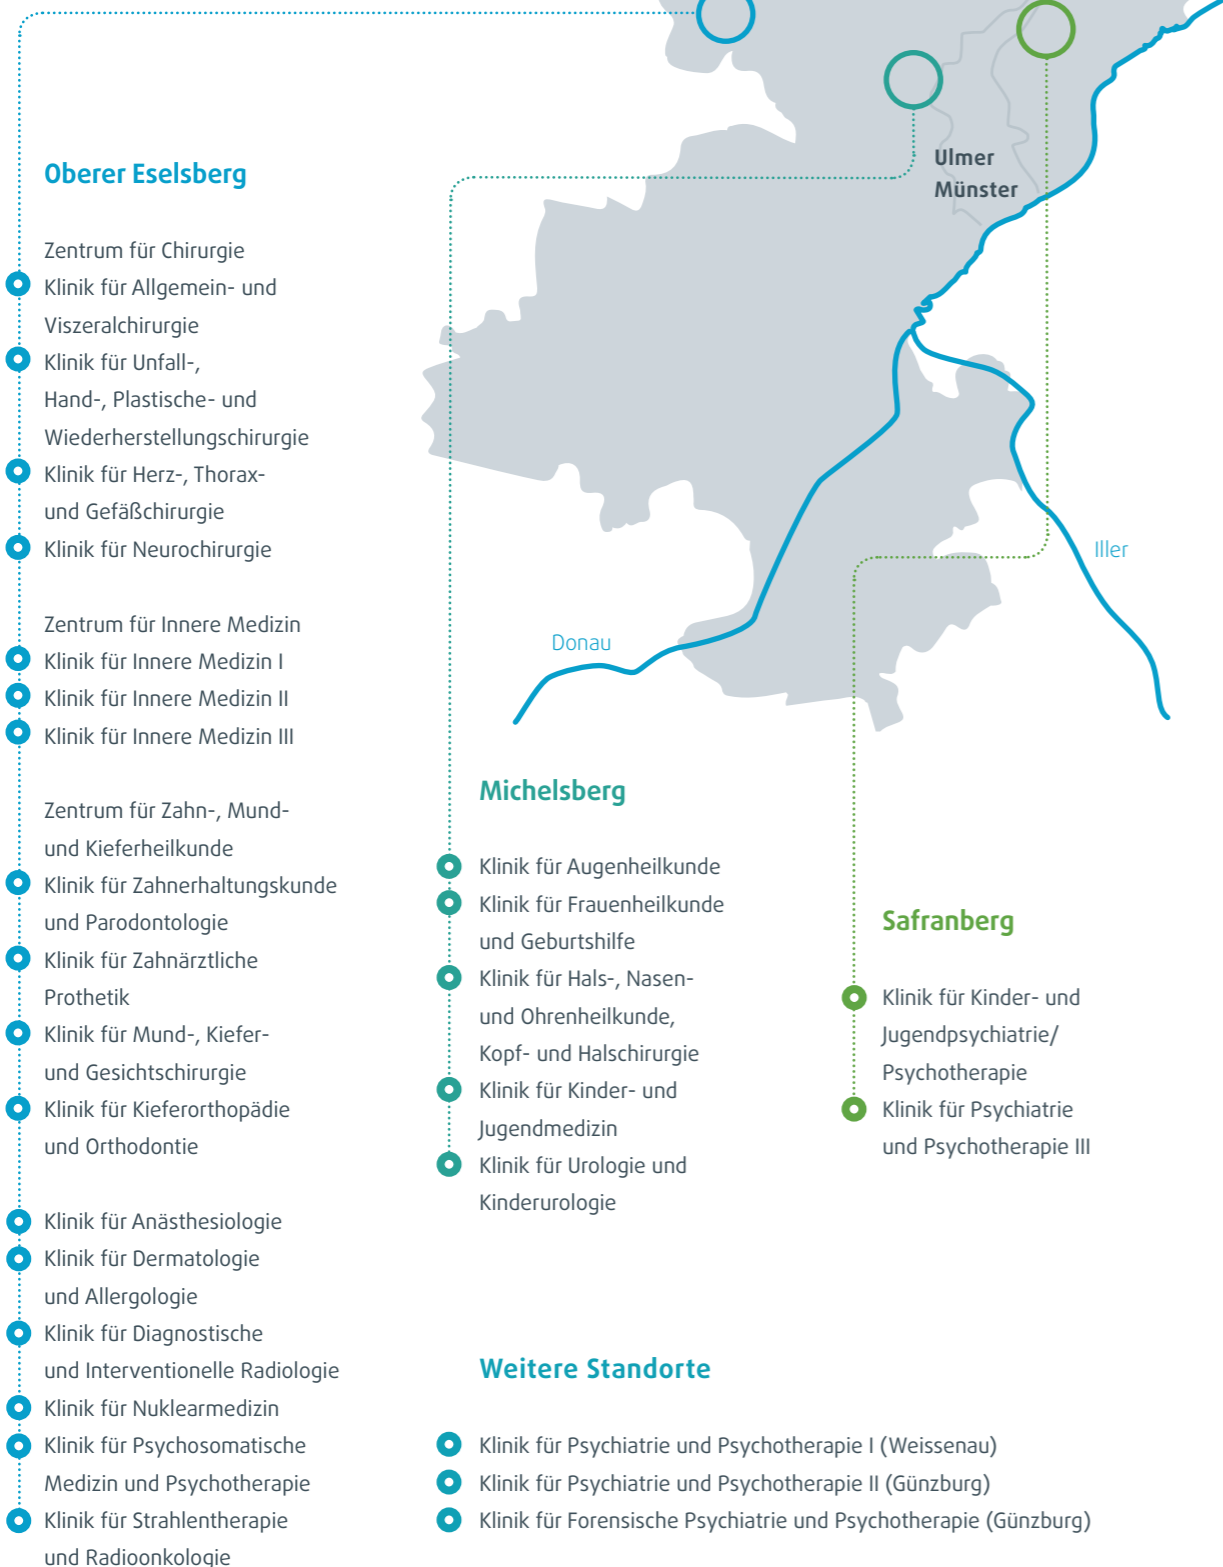 Ulmer
Münster
Iller
Donau
Oberer Eselsberg
Zentrum für Chirurgie
Klinik für Allgemein- und
Viszeralchirurgie
Klinik für Unfall-,
Hand-, Plastische- und
Wiederherstellungschirurgie
Klinik für Herz-, Thorax-
und Gefäßchirurgie
Klinik für Neurochirurgie
Zentrum für Innere Medizin
Klinik für Innere Medizin I
Klinik für Innere Medizin II
Klinik für Innere Medizin III
Zentrum für Zahn-, Mund-
und Kieferheilkunde
Klinik für Zahnerhaltungskunde
und Parodontologie
Klinik für Zahnärztliche
Prothetik
Klinik für Mund-, Kiefer-
und Gesichtschirurgie
Klinik für Kieferorthopädie
und Orthodontie
Klinik für Anästhesiologie
Klinik für Dermatologie
und Allergologie
Klinik für Diagnostische
und Interventionelle Radiologie
Klinik für Nuklearmedizin
Klinik für Psychosomatische
Medizin und Psychotherapie
Klinik für Strahlentherapie
und Radioonkologie
Michelsberg
Klinik für Augenheilkunde
Klinik für Frauenheilkunde
und Geburtshilfe
Klinik für Hals-, Nasen-
und Ohrenheilkunde,
Kopf- und Halschirurgie
Klinik für Kinder- und
Jugendmedizin
Klinik für Urologie und
Kinderurologie
Safranberg
Klinik für Kinder- und
Jugendpsychiatrie/
Psychotherapie
Klinik für Psychiatrie
und Psychotherapie III
Weitere Standorte
Klinik für Psychiatrie und Psychotherapie I (Weissenau)
Klinik für Psychiatrie und Psychotherapie II (Günzburg)
Klinik für Forensische Psychiatrie und Psychotherapie (Günzburg)